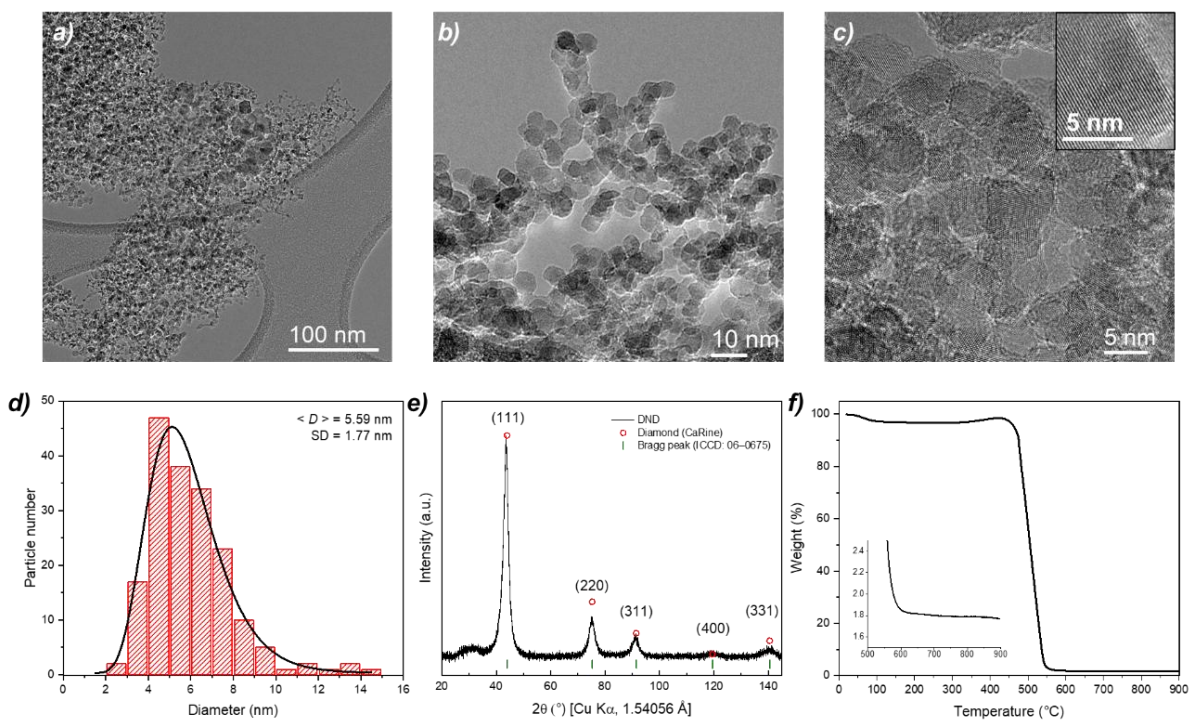 a)
100 nm
b)
10 nm
c)
5 nm
5 nm
d)
50
40
30
20
10
0
Particle number
< D > = 5.59 nm
SD = 1.77 nm
0 2 4 6 8 10 12 14 16
Diameter (nm)
e)
Intensity (a.u.)
(111)
(220)
(311)
(400)
(331)
DND
Diamond (CaRine)
Bragg peak (ICCD: 06–0675)
20 40 60 80 100 120 140
2θ (°) [Cu Kα, 1.54056 Å]
f)
100
80
60
40
20
0
Weight (%)
2.4
2.2
2.0
1.8
1.6
500 600 700 800 900
0 100 200 300 400 500 600 700 800 900
Temperature (°C)